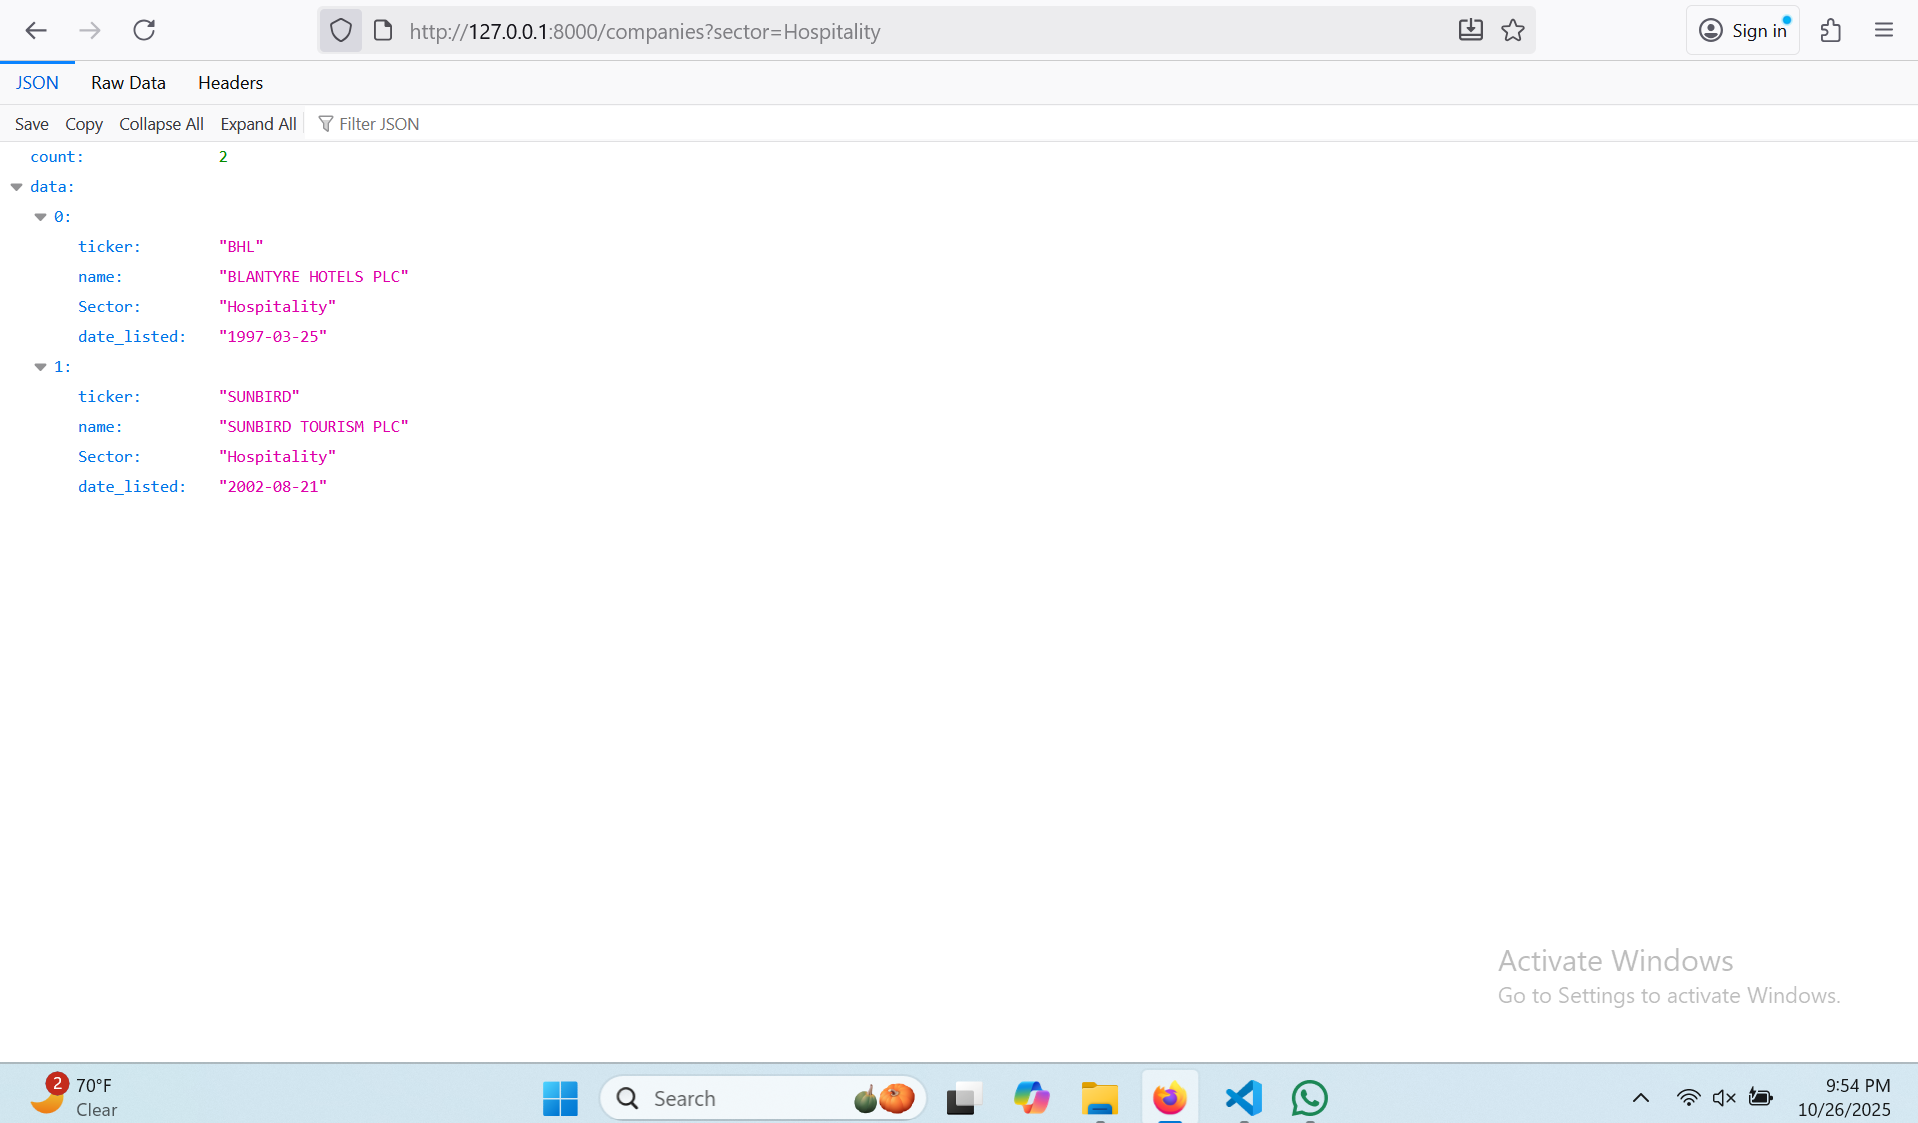 http://127.0.0.1:8000/companies?sector=Hospitality
Sign in
JSON Raw Data Headers
Save Copy Collapse All Expand All Filter JSON
count: 2
data:
0:
ticker: "BHL"
name: "BLANTYRE HOTELS PLC"
Sector: "Hospitality"
date_listed: "1997-03-25"
1:
ticker: "SUNBIRD"
name: "SUNBIRD TOURISM PLC"
Sector: "Hospitality"
date_listed: "2002-08-21"
Activate Windows
Go to Settings to activate Windows.
2
70°F
Clear
Search
9:54 PM
10/26/2025